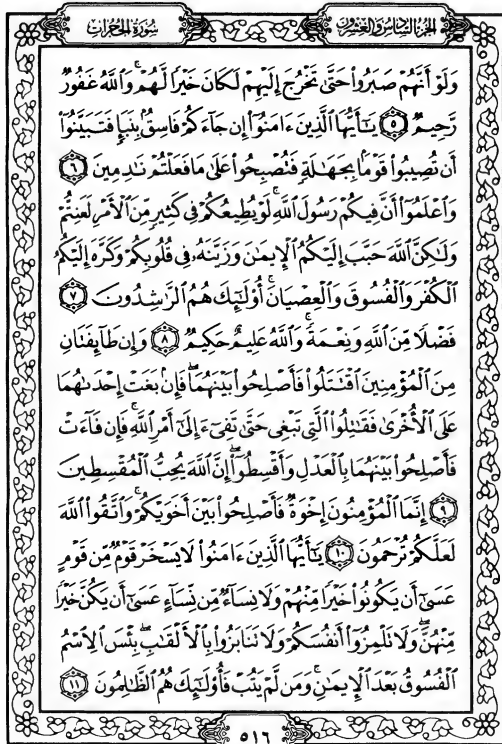 الجزء السادس والعشرون
سورة الحجرات
وَلَوْ أَنَّهُمْ صَبَرُوا۟ حَتَّىٰ تَخْرُجَ إِلَيْهِمْ لَكَانَ خَيْرًا لَّهُمْ ۚ وَٱللَّهُ غَفُورٌ
رَّحِيمٌ ٥ يَـٰٓأَيُّهَا ٱلَّذِينَ ءَامَنُوٓا۟ إِن جَآءَكُمْ فَاسِقٌۢ بِنَبَإٍ فَتَبَيَّنُوٓا۟
أَن تُصِيبُوا۟ قَوْمًۢا بِجَهَـٰلَةٍ فَتُصْبِحُوا۟ عَلَىٰ مَا فَعَلْتُمْ نَـٰدِمِينَ ٦
وَٱعْلَمُوٓا۟ أَنَّ فِيكُمْ رَسُولَ ٱللَّهِ ۚ لَوْ يُطِيعُكُمْ فِى كَثِيرٍ مِّنَ ٱلْأَمْرِ لَعَنِتُّمْ
وَلَـٰكِنَّ ٱللَّهَ حَبَّبَ إِلَيْكُمُ ٱلْإِيمَـٰنَ وَزَيَّنَهُۥ فِى قُلُوبِكُمْ وَكَرَّهَ إِلَيْكُمُ
ٱلْكُفْرَ وَٱلْفُسُوقَ وَٱلْعِصْيَانَ ۚ أُو۟لَـٰٓئِكَ هُمُ ٱلرَّٰشِدُونَ ٧
فَضْلًا مِّنَ ٱللَّهِ وَنِعْمَةً ۚ وَٱللَّهُ عَلِيمٌ حَكِيمٌ ٨ وَإِن طَآئِفَتَانِ
مِنَ ٱلْمُؤْمِنِينَ ٱقْتَتَلُوا۟ فَأَصْلِحُوا۟ بَيْنَهُمَا ۖ فَإِنۢ بَغَتْ إِحْدَىٰهُمَا
عَلَى ٱلْأُخْرَىٰ فَقَـٰتِلُوا۟ ٱلَّتِى تَبْغِى حَتَّىٰ تَفِىٓءَ إِلَىٰٓ أَمْرِ ٱللَّهِ ۚ فَإِن فَآءَتْ
فَأَصْلِحُوا۟ بَيْنَهُمَا بِٱلْعَدْلِ وَأَقْسِطُوٓا۟ ۖ إِنَّ ٱللَّهَ يُحِبُّ ٱلْمُقْسِطِينَ
٩ إِنَّمَا ٱلْمُؤْمِنُونَ إِخْوَةٌ فَأَصْلِحُوا۟ بَيْنَ أَخَوَيْكُمْ ۚ وَٱتَّقُوا۟ ٱللَّهَ
لَعَلَّكُمْ تُرْحَمُونَ ١٠ يَـٰٓأَيُّهَا ٱلَّذِينَ ءَامَنُوا۟ لَا يَسْخَرْ قَوْمٌ مِّن قَوْمٍ
عَسَىٰٓ أَن يَكُونُوا۟ خَيْرًا مِّنْهُمْ وَلَا نِسَآءٌ مِّن نِّسَآءٍ عَسَىٰٓ أَن يَكُنَّ خَيْرًا
مِّنْهُنَّ ۖ وَلَا تَلْمِزُوٓا۟ أَنفُسَكُمْ وَلَا تَنَابَزُوا۟ بِٱلْأَلْقَـٰبِ ۖ بِئْسَ ٱلِٱسْمُ
ٱلْفُسُوقُ بَعْدَ ٱلْإِيمَـٰنِ ۚ وَمَن لَّمْ يَتُبْ فَأُو۟لَـٰٓئِكَ هُمُ ٱلظَّـٰلِمُونَ ١١
٥١٦